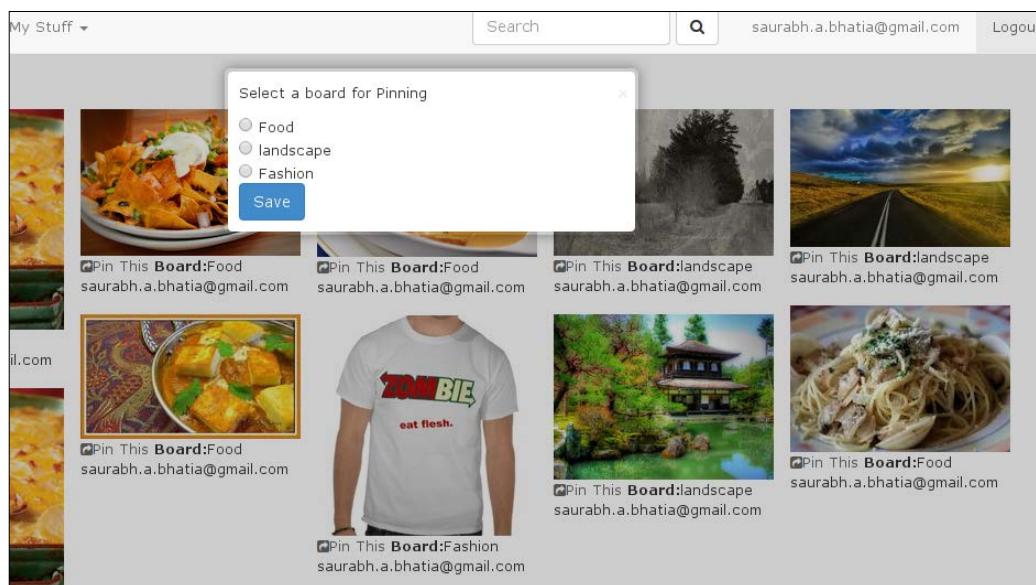 My Stuff
Search
saurabh.a.bhatia@gmail.com
Logou
Select a board for Pinning
×
Food
landscape
Fashion
Save
Pin This Board:Food
saurabh.a.bhatia@gmail.com
Pin This Board:Food
saurabh.a.bhatia@gmail.com
Pin This Board:landscape
saurabh.a.bhatia@gmail.com
Pin This Board:landscape
saurabh.a.bhatia@gmail.com
il.com
Pin This Board:Food
saurabh.a.bhatia@gmail.com
ZOMBIE
eat flesh.
Pin This Board:Fashion
saurabh.a.bhatia@gmail.com
Pin This Board:landscape
saurabh.a.bhatia@gmail.com
Pin This Board:Food
saurabh.a.bhatia@gmail.com